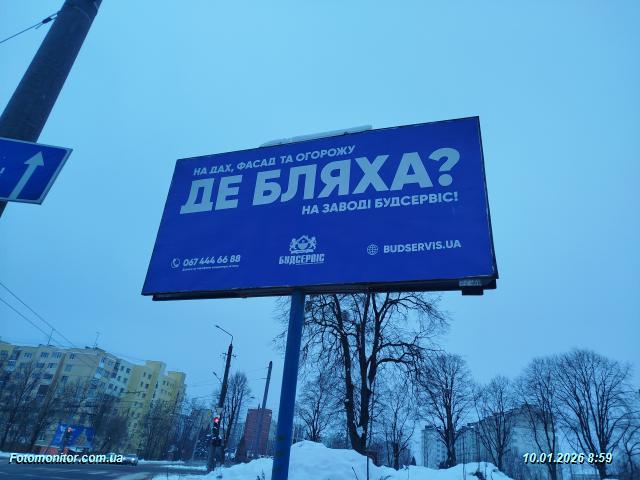 НА ДАХ, ФАСАД ТА ОГОРОЖУ
ДЕ БЛЯХА?
НА ЗАВОДІ БУДСЕРВІС!
067 444 66 88
БУДСЕРВІС
BUDSERVIS.UA
Fotomonitor.com.ua
10.01.2026 8:59